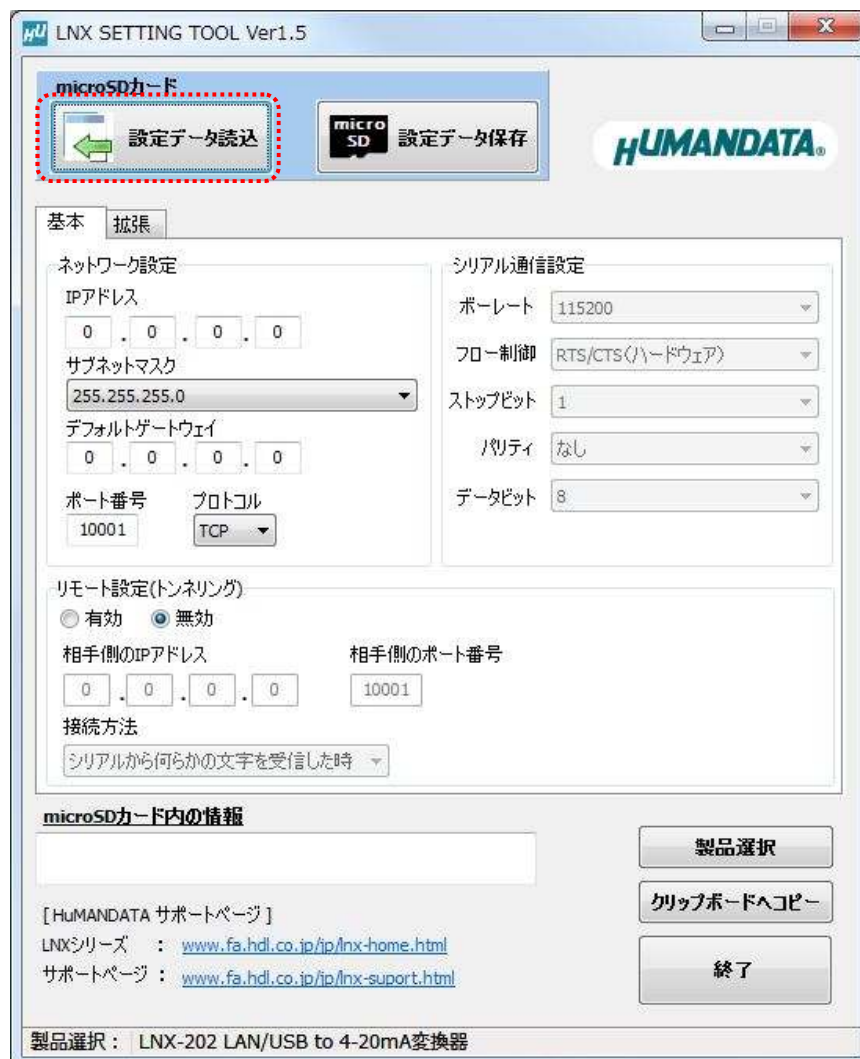 HU LNX SETTING TOOL Ver1.5
microSDカード
設定データ読込
micro SD 設定データ保存
HUMANDATA®
基本 拡張
ネットワーク設定
IPアドレス
0 . 0 . 0 . 0
サブネットマスク
255.255.255.0
デフォルトゲートウェイ
0 . 0 . 0 . 0
ポート番号 プロトコル
10001 TCP
シリアル通信設定
ボーレート 115200
フロー制御 RTS/CTS(ハードウェア)
ストップビット 1
パリティ なし
データビット 8
リモート設定(トンネリング)
有効 無効
相手側のIPアドレス 相手側のポート番号
0 . 0 . 0 . 0 10001
接続方法
シリアルから何らかの文字を受信した時
microSDカード内の情報
[ HuMANDATA サポートページ ]
LNXシリーズ : www.fa.hdl.co.jp/jp/lnx-home.html
サポートページ : www.fa.hdl.co.jp/jp/lnx-suport.html
製品選択
クリップボードへコピー
終了
製品選択: LNX-202 LAN/USB to 4-20mA変換器